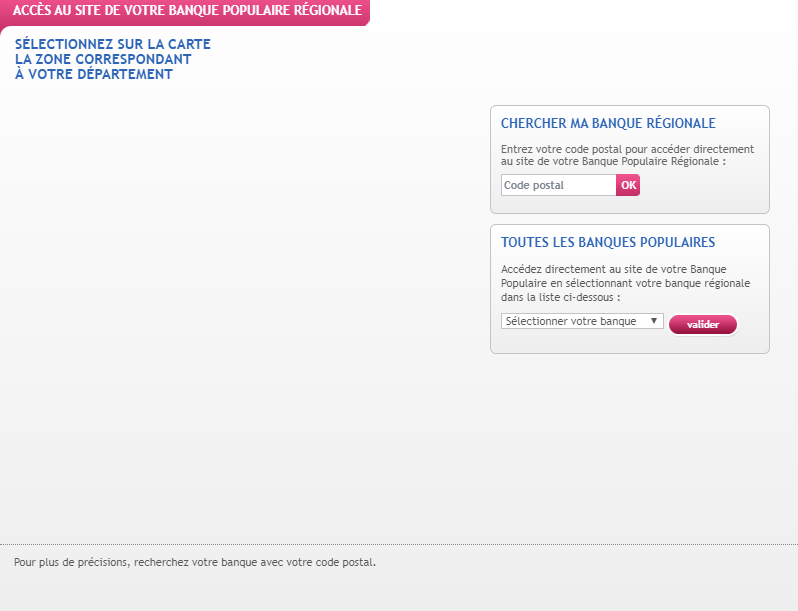 ACCÈS AU SITE DE VOTRE BANQUE POPULAIRE RÉGIONALE
SÉLECTIONNEZ SUR LA CARTE
LA ZONE CORRESPONDANT
À VOTRE DÉPARTEMENT
CHERCHER MA BANQUE RÉGIONALE
Entrez votre code postal pour accéder directement
au site de votre Banque Populaire Régionale :
Code postal OK
TOUTES LES BANQUES POPULAIRES
Accédez directement au site de votre Banque
Populaire en sélectionnant votre banque régionale
dans la liste ci-dessous :
Sélectionner votre banque ▼ valider
Pour plus de précisions, recherchez votre banque avec votre code postal.